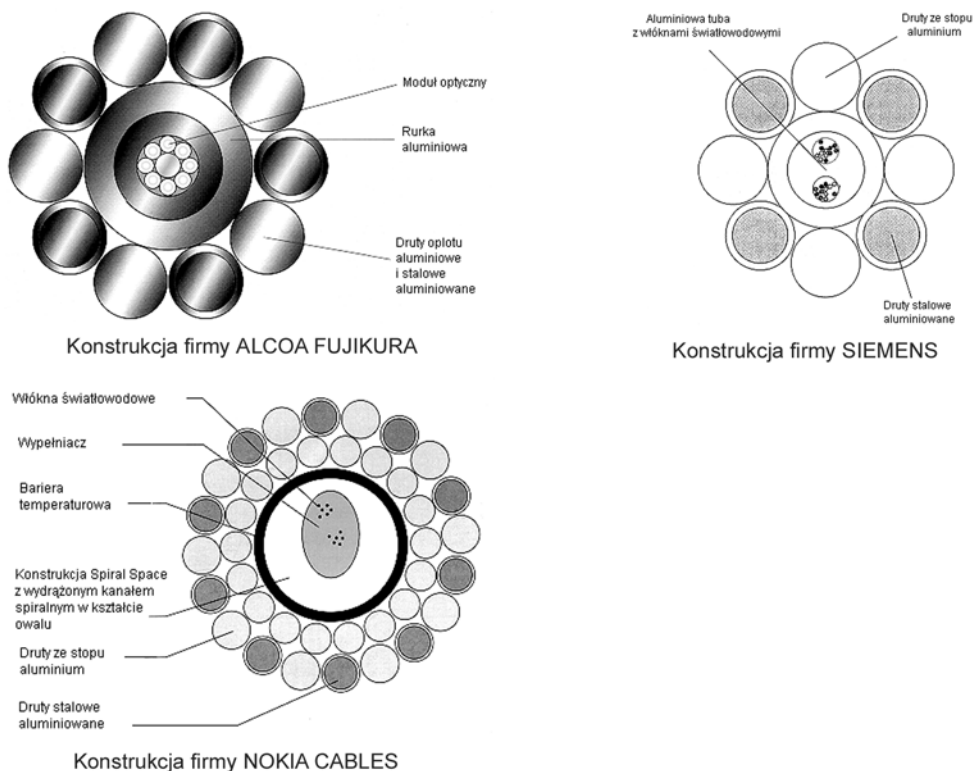 Moduł optyczny
Rurka
aluminiowa
Druty oplotu
aluminiowe
i stalowe
aluminiowane
Konstrukcja firmy ALCOA FUJIKURA
Aluminiowa tuba
z włóknami światłowodowymi
Druty ze stopu
aluminium
Druty stalowe
aluminiowane
Konstrukcja firmy SIEMENS
Włókna światłowodowe
Wypełniacz
Bariera
temperaturowa
Konstrukcja Spiral Space
z wydrążonym kanałem
spiralnym w kształcie
owalu
Druty ze stopu
aluminium
Druty stalowe
aluminiowane
Konstrukcja firmy NOKIA CABLES